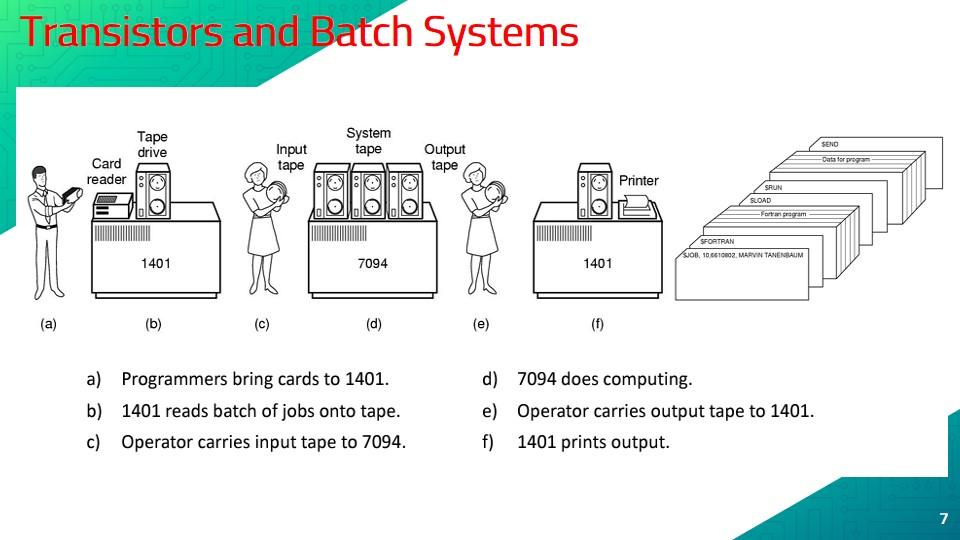 Transistors and Batch Systems
Card
reader
Tape
drive
Input
tape
System
tape
Output
tape
Printer
1401
7094
1401
(a)
(b)
(c)
(d)
(e)
(f)
$END
Data for program
$RUN
$LOAD
Fortran program
$FORTRAN
$JOB, 10,6610802, MARVIN TANENBAUM
a) Programmers bring cards to 1401.
b) 1401 reads batch of jobs onto tape.
c) Operator carries input tape to 7094.
d) 7094 does computing.
e) Operator carries output tape to 1401.
f) 1401 prints output.
7